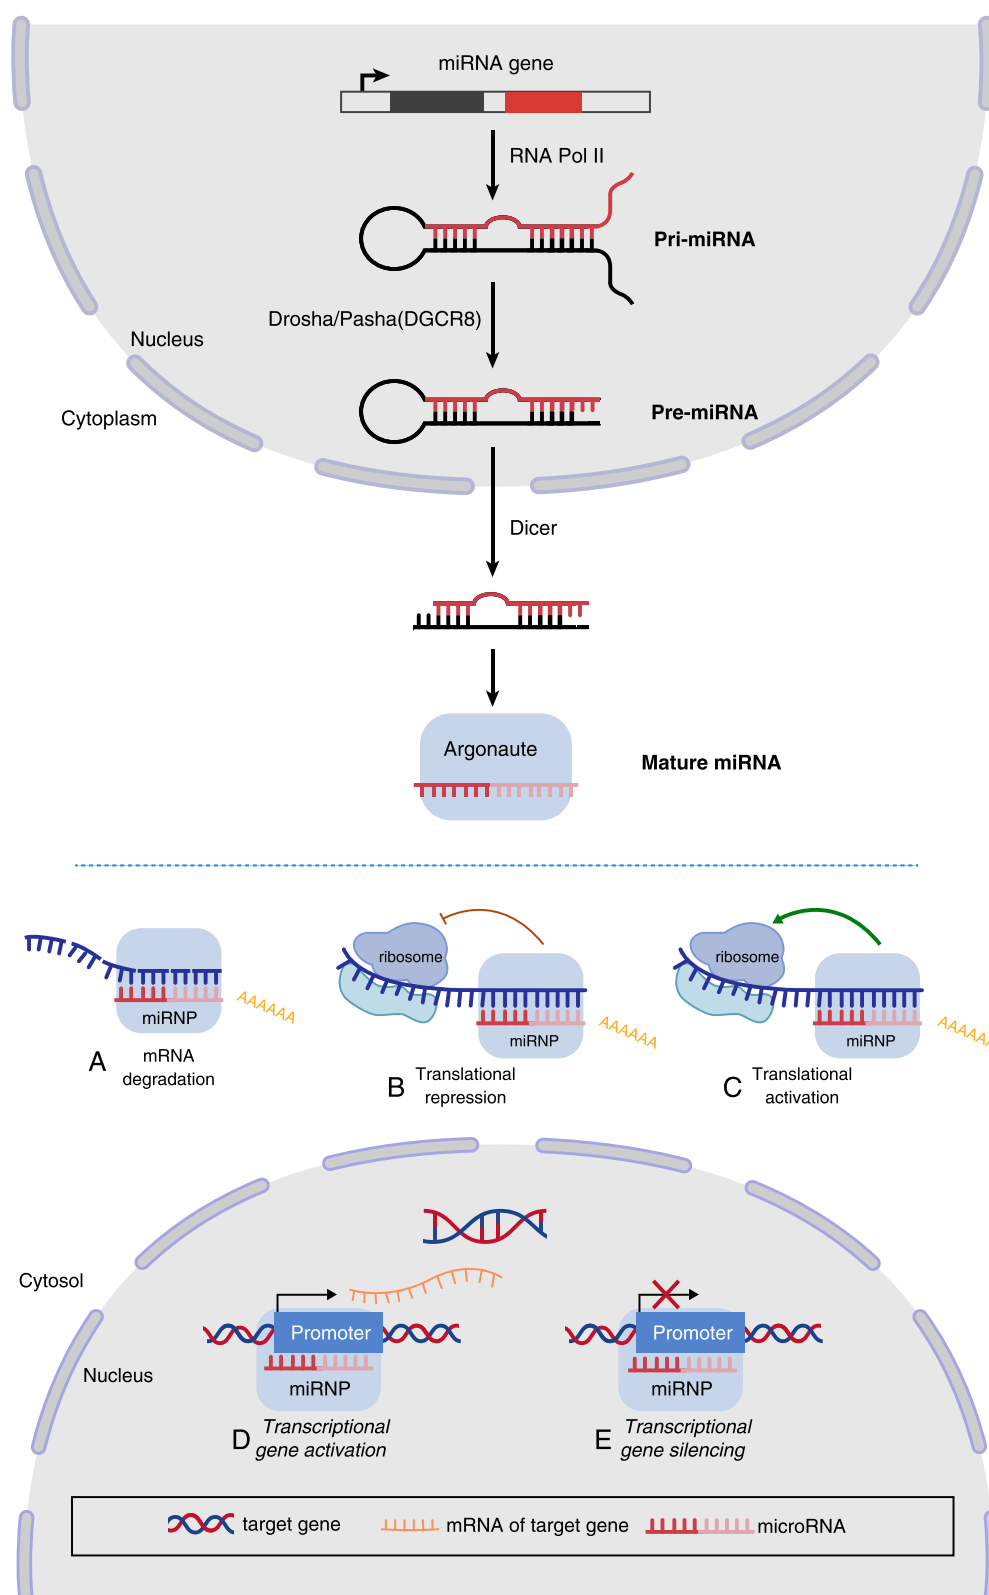 miRNA gene
RNA Pol II
Pri-miRNA
Drosha/Pasha(DGCR8)
Nucleus
Cytoplasm
Pre-miRNA
Dicer
Argonaute
Mature miRNA
ribosome
ribosome
miRNP
AAAAAA
miRNP
AAAAAA
miRNP
AAAAAA
A
mRNA
degradation
B
Translational
repression
C
Translational
activation
Cytosol
Nucleus
Promoter
miRNP
Promoter
miRNP
D
Transcriptional
gene activation
E
Transcriptional
gene silencing
target gene
mRNA of target gene
microRNA